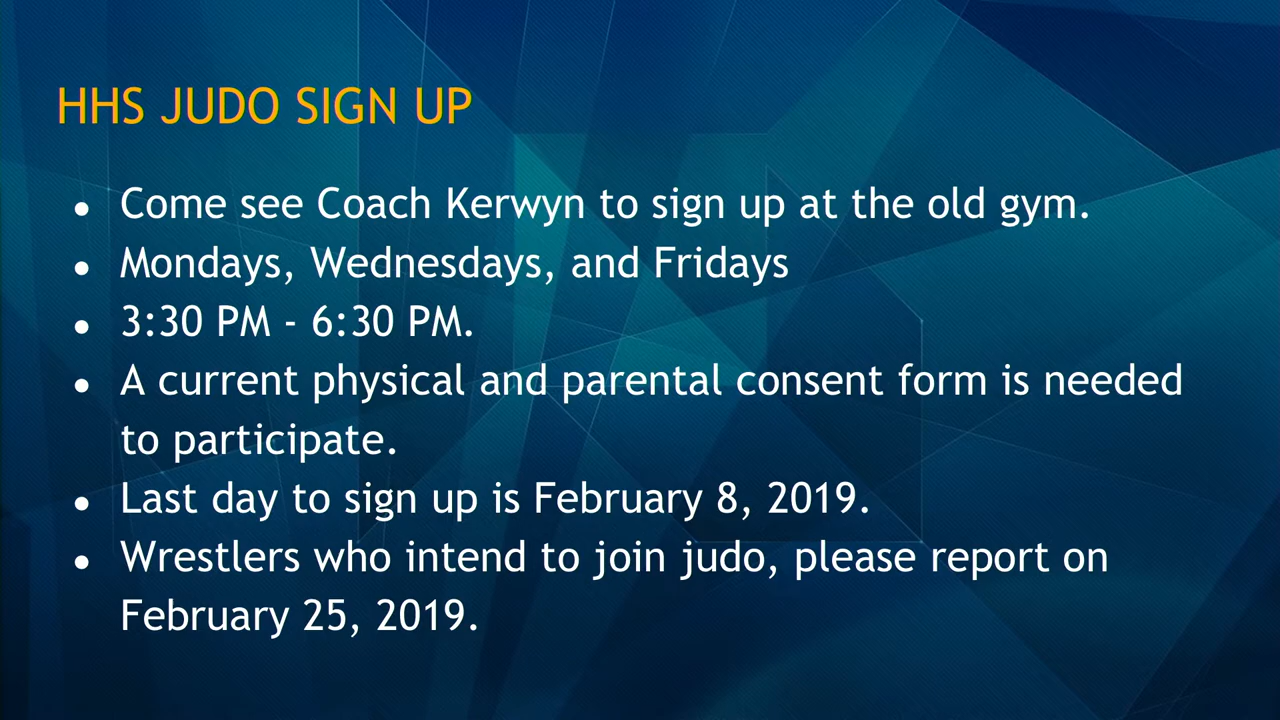 HHS JUDO SIGN UP
● Come see Coach Kerwyn to sign up at the old gym.
● Mondays, Wednesdays, and Fridays
● 3:30 PM - 6:30 PM.
● A current physical and parental consent form is needed
to participate.
● Last day to sign up is February 8, 2019.
● Wrestlers who intend to join judo, please report on
February 25, 2019.